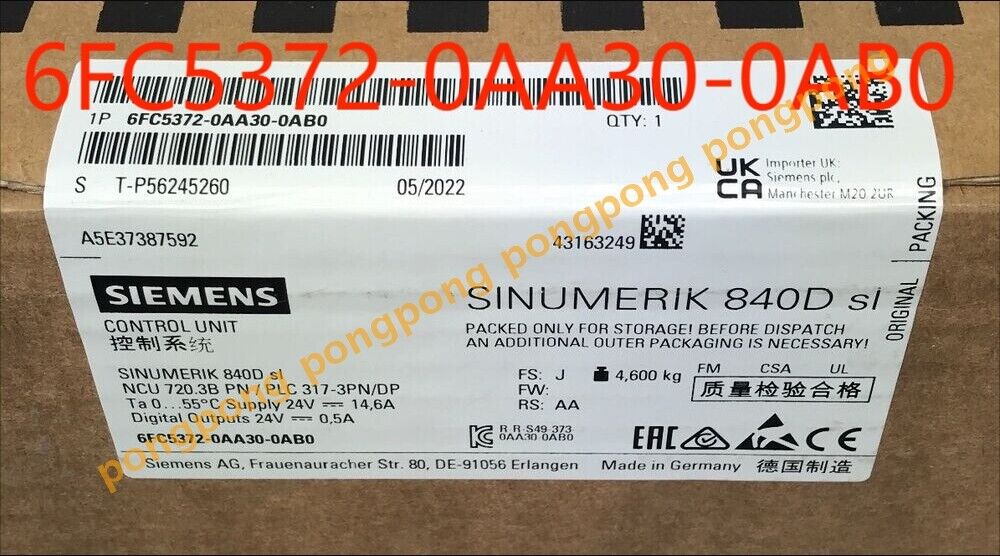 6FC5372-0AA30-0AB0
1P 6FC5372-0AA30-0AB0 QTY: 1
S T-P56245260 05/2022
UK CA
Importer UK:
Siemens plc,
Manchester M20 2UR
A5E37387592 43163249
ORIGINAL PACKING
SIEMENS
SINUMERIK 840D sl
CONTROL UNIT
控制系统
PACKED ONLY FOR STORAGE! BEFORE DISPATCH
AN ADDITIONAL OUTER PACKAGING IS NECESSARY!
SINUMERIK 840D sl
NCU 720.3B PN, PLC 317-3PN/DP
Ta 0...55°C Supply 24V 14,6A
Digital Outputs 24V 0,5A
6FC5372-0AA30-0AB0
FS: J 4,600 kg
FW:
RS: AA
FM CSA UL
质量检验合格
R-R-S49-373
0AA30-0AB0
EAC CE
Siemens AG, Frauenauracher Str. 80, DE-91056 Erlangen Made in Germany 德国制造
pongpong pongpong pongpong pongpong